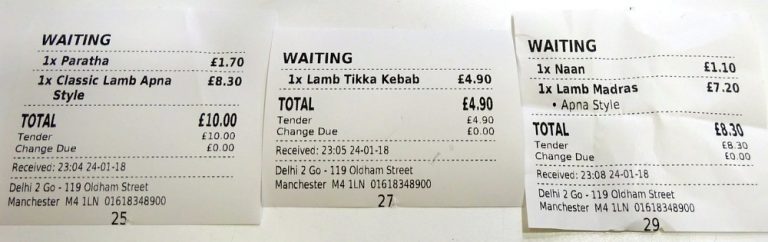 WAITING
1x Paratha £1.70
1x Classic Lamb Apna £8.30
Style
TOTAL £10.00
Tender £10.00
Change Due £0.00
Received: 23:04 24-01-18
Delhi 2 Go - 119 Oldham Street
Manchester M4 1LN 01618348900
25
WAITING
1x Lamb Tikka Kebab £4.90
TOTAL £4.90
Tender £4.90
Change Due £0.00
Received: 23:05 24-01-18
Delhi 2 Go - 119 Oldham Street
Manchester M4 1LN 01618348900
27
WAITING
1x Naan £1.10
1x Lamb Madras £7.20
• Apna Style
TOTAL £8.30
Tender £8.30
Change Due £0.00
Received: 23:08 24-01-18
Delhi 2 Go - 119 Oldham Street
Manchester M4 1LN 01618348900
29